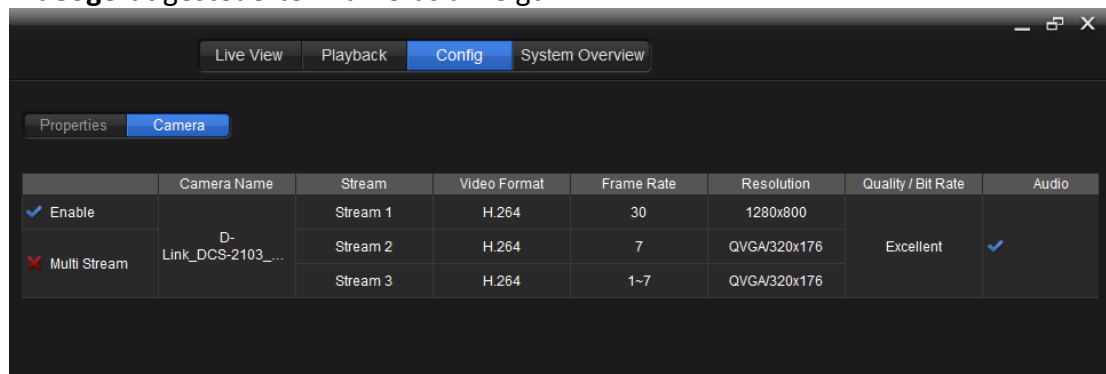 Live View Playback Config System Overview
Properties Camera
Camera Name Stream Video Format Frame Rate Resolution Quality / Bit Rate Audio
Enable D-Link_DCS-2103_... Stream 1 H.264 30 1280x800 Excellent
Multi Stream Stream 2 H.264 7 QVGA/320x176
Stream 3 H.264 1~7 QVGA/320x176